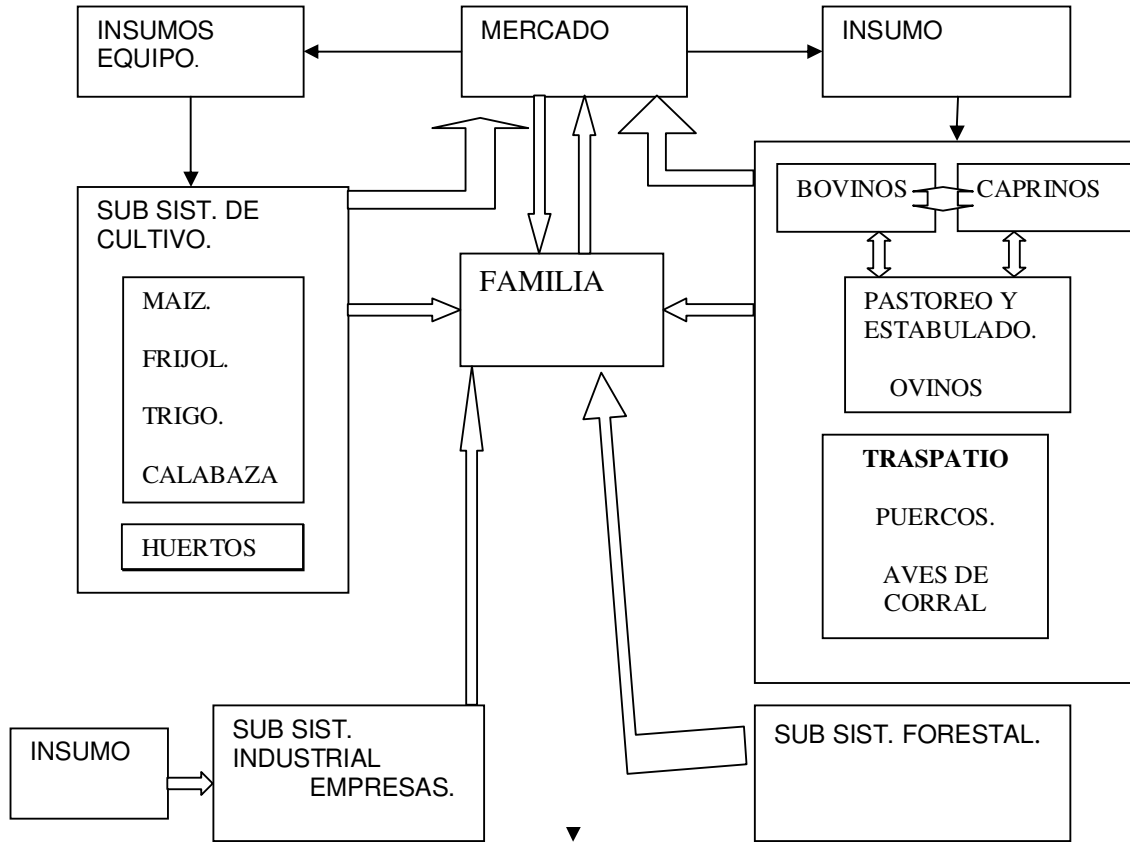 INSUMOS
EQUIPO.
MERCADO
INSUMO
SUB SIST. DE
CULTIVO.
MAIZ.
FRIJOL.
TRIGO.
CALABAZA
HUERTOS
FAMILIA
BOVINOS
CAPRINOS
PASTOREO Y
ESTABULADO.
OVINOS
TRASPATIO
PUERCOS.
AVES DE
CORRAL
INSUMO
SUB SIST.
INDUSTRIAL
EMPRESAS.
SUB SIST. FORESTAL.